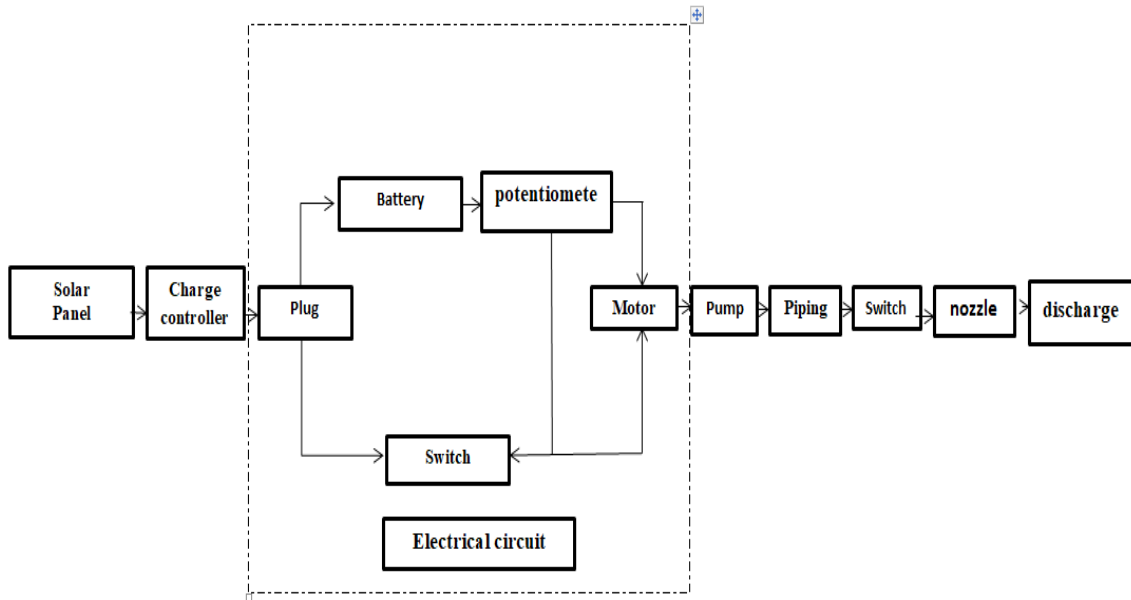 Battery
potentiomete
Solar
Panel
Charge
controller
Plug
Motor
Pump
Piping
Switch
nozzle
discharge
Switch
Electrical circuit